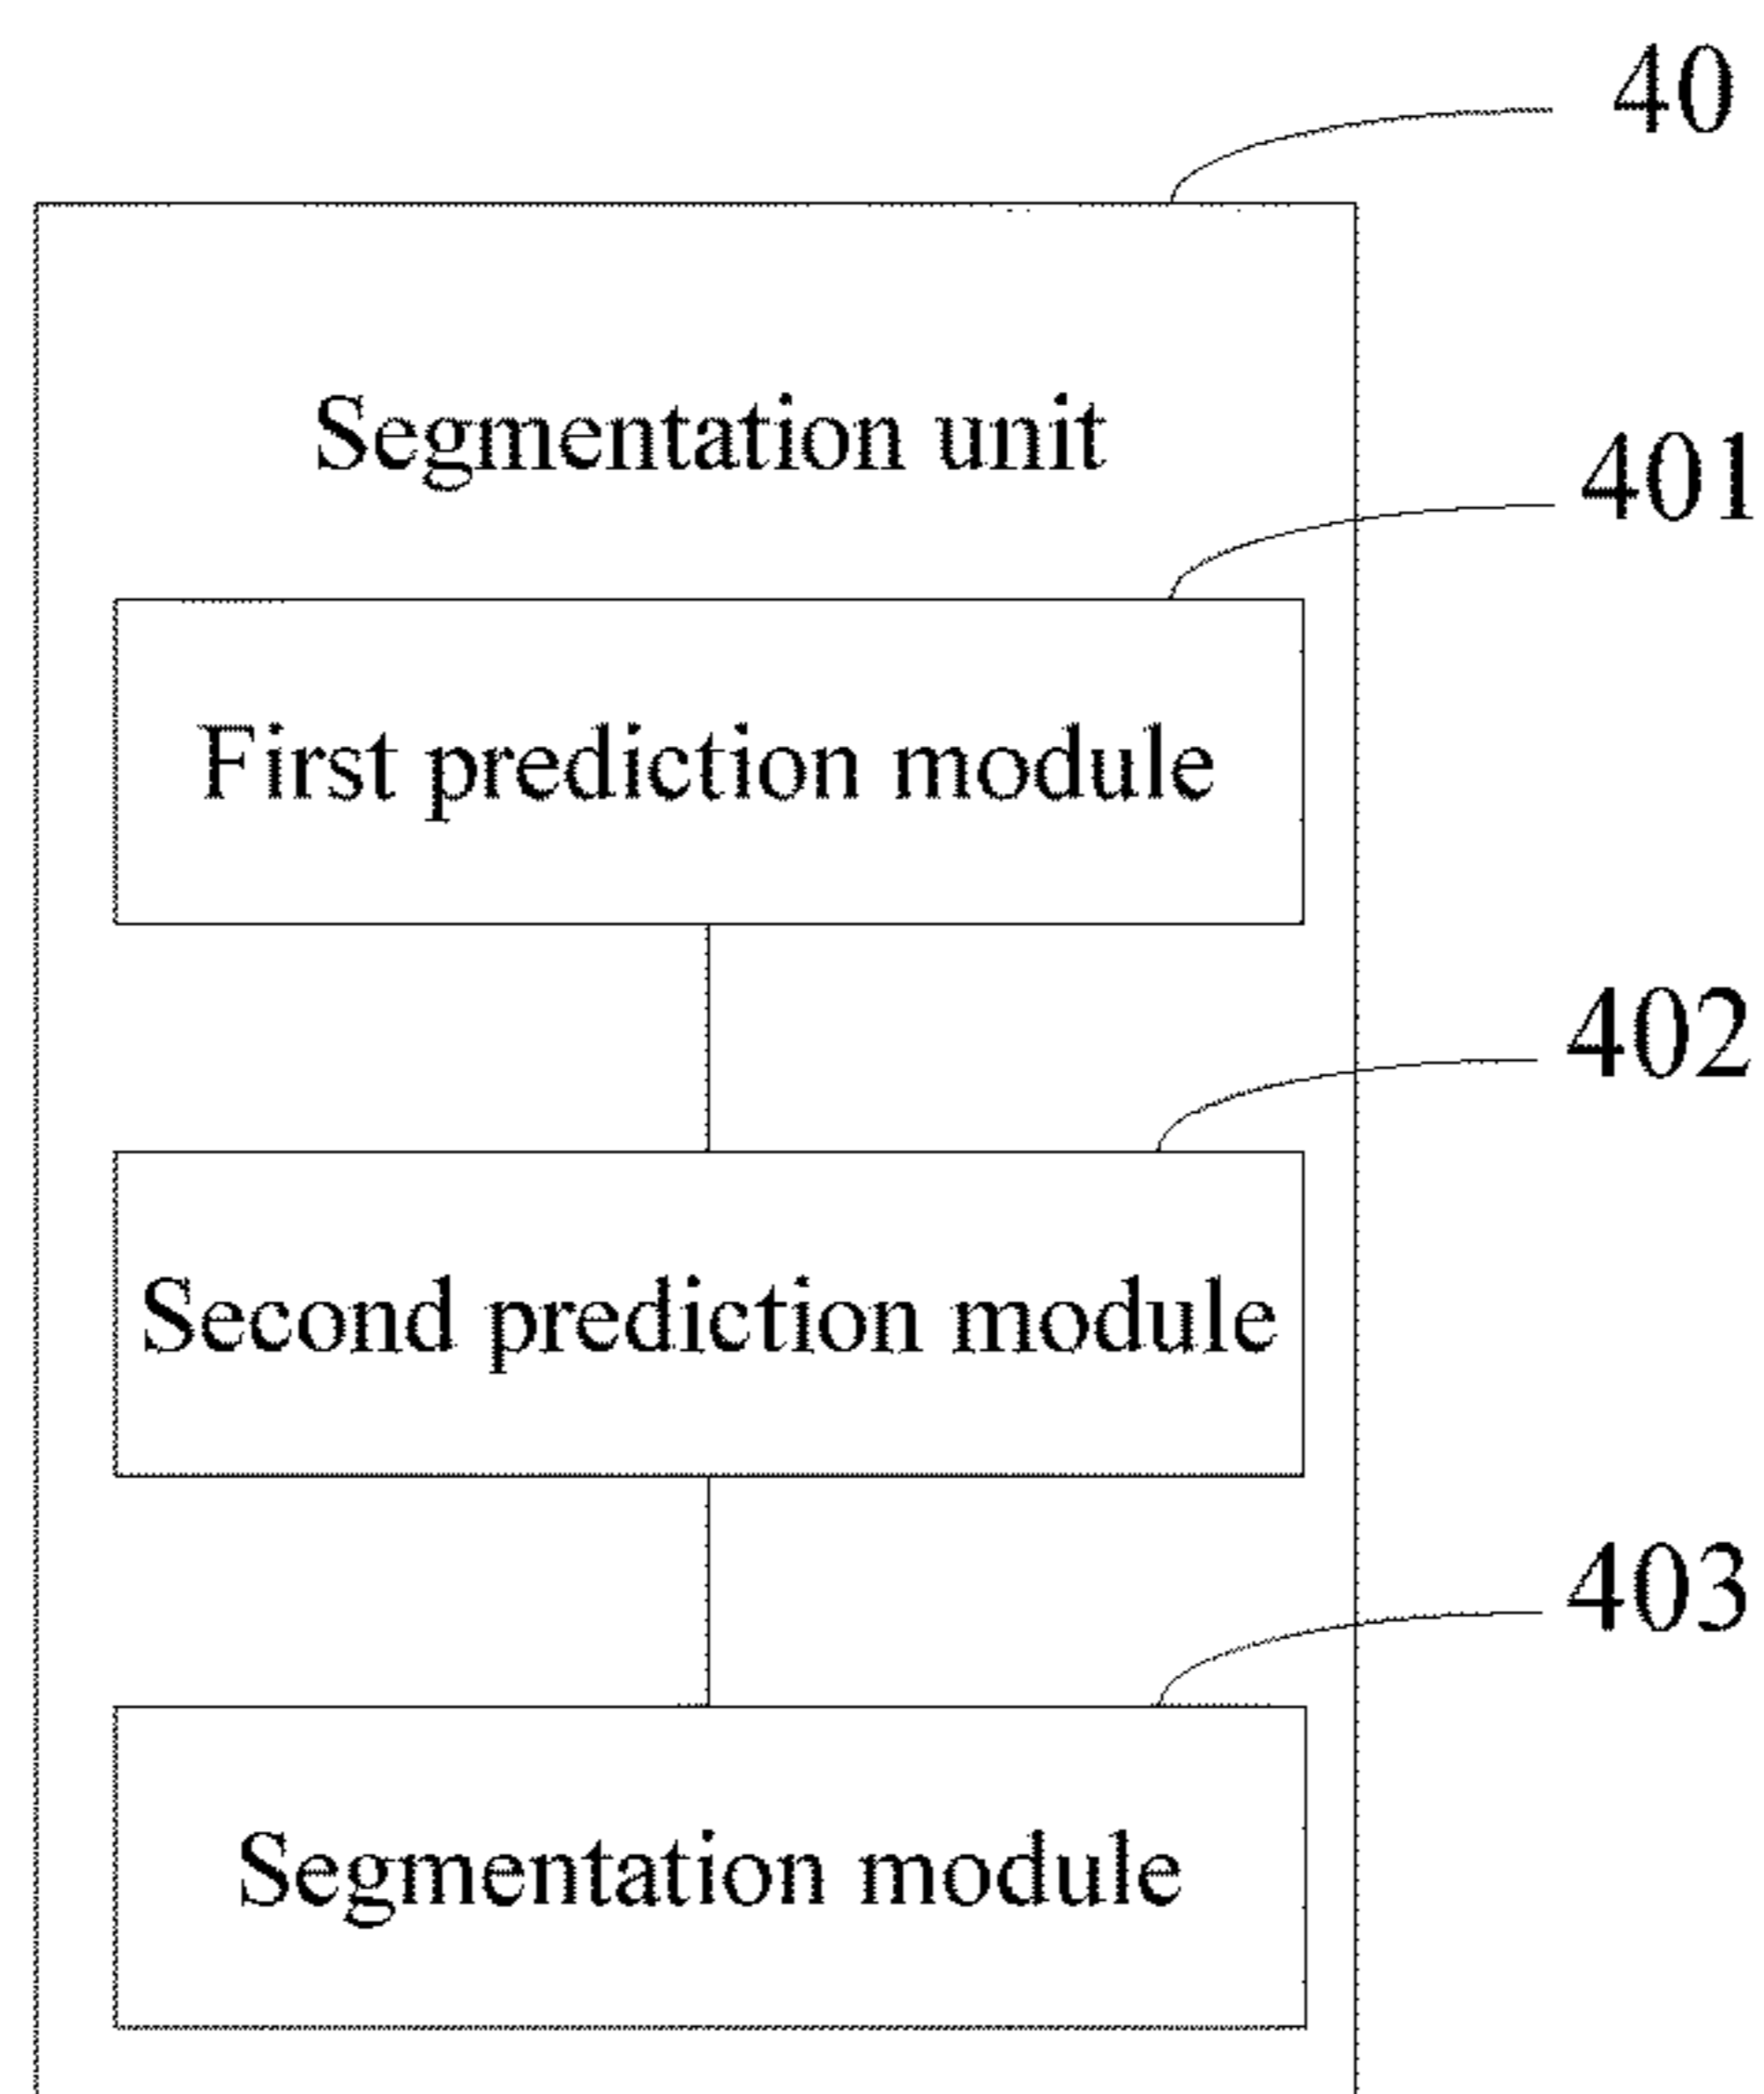 40
Segmentation unit
401
First prediction module
402
Second prediction module
403
Segmentation module